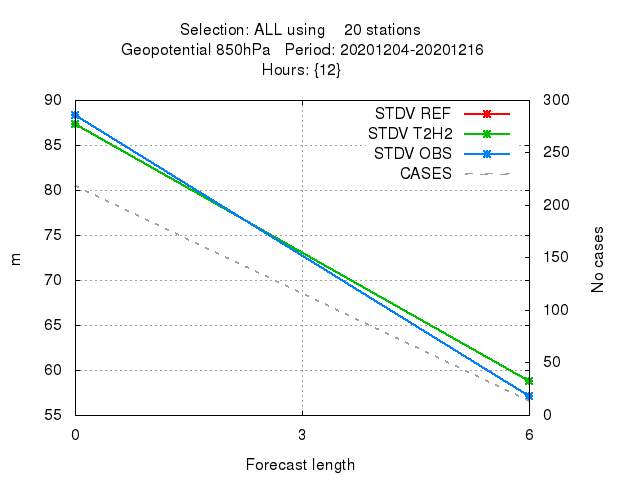 Selection: ALL using 20 stations
Geopotential 850hPa Period: 20201204-20201216
Hours: {12}
90
85
80
75
70
65
60
55
m
300
250
200
150
100
50
0
No cases
STDV REF
STDV T2H2
STDV OBS
CASES
0 3 6
Forecast length